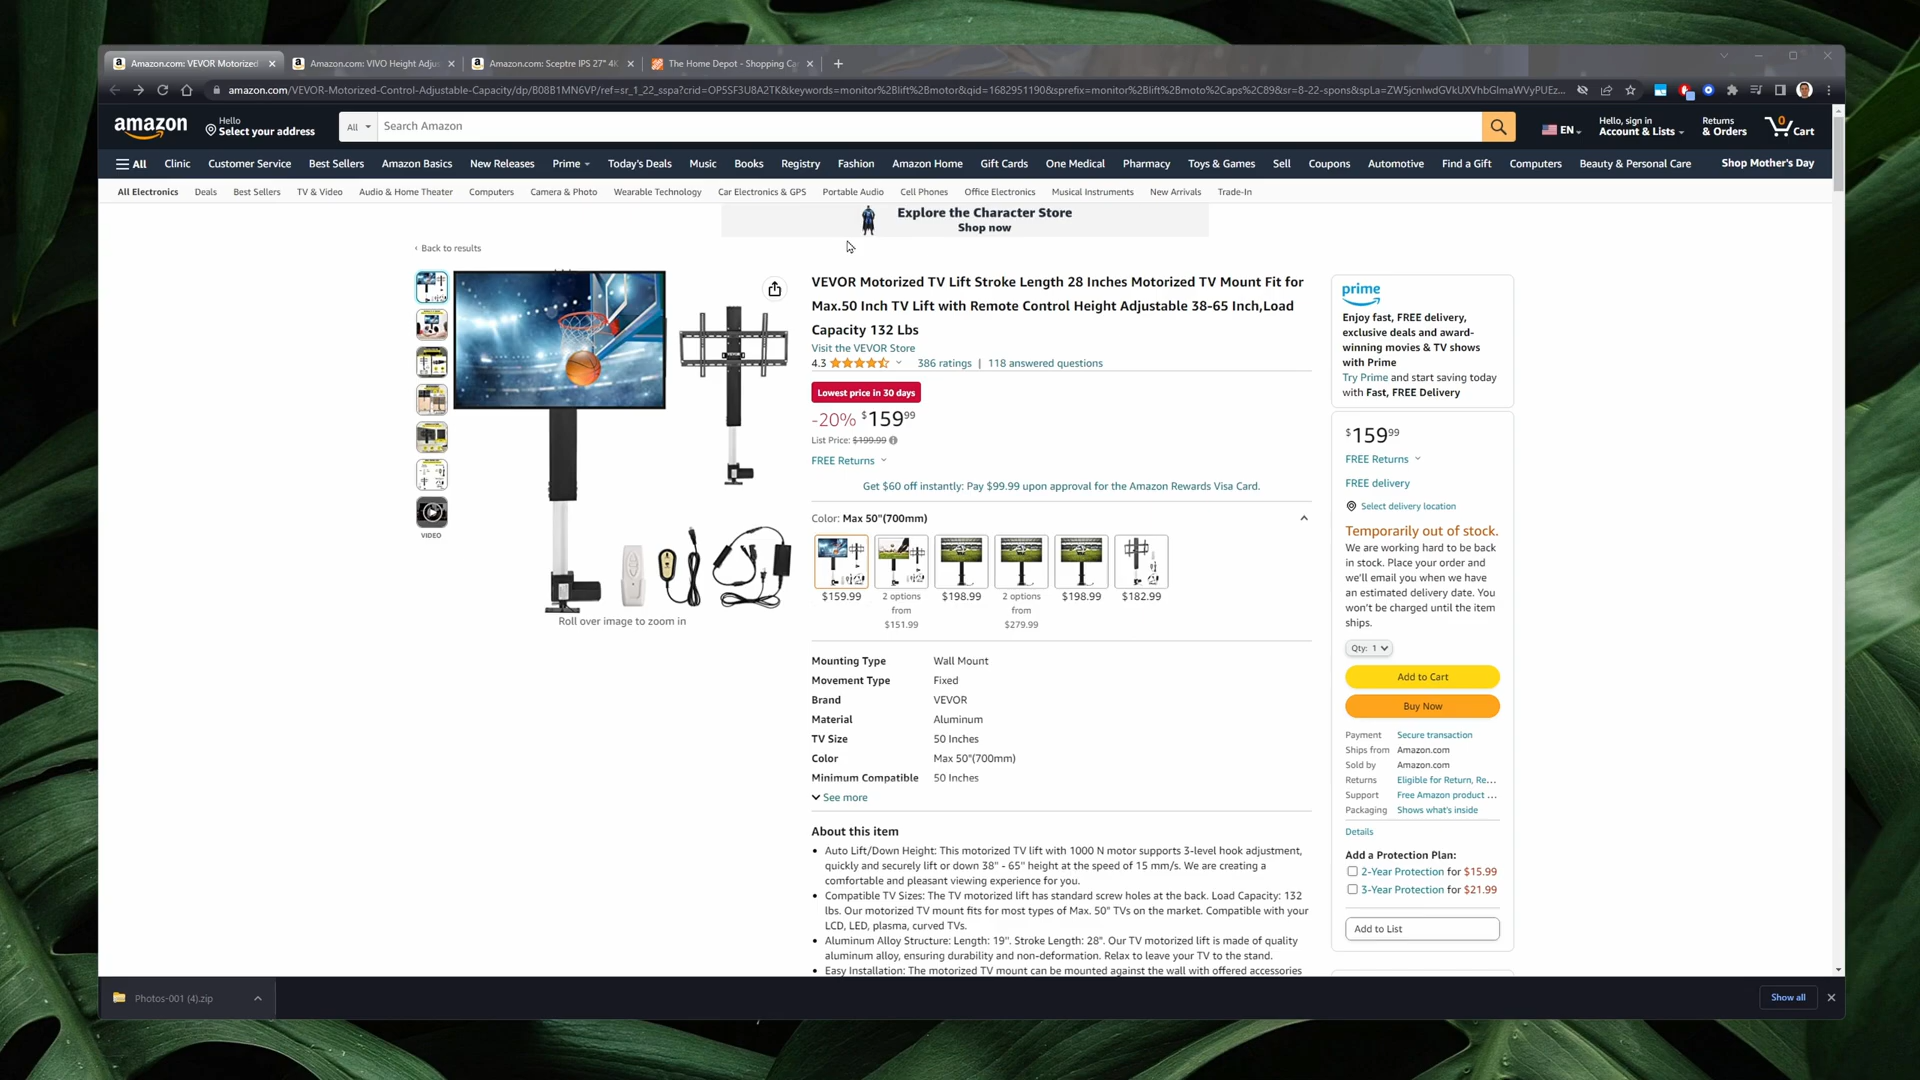 Amazon.com: VEVOR Motorized
Amazon.com: VIVO Height Adjus
Amazon.com: Sceptre IPS 27" 4K
The Home Depot - Shopping Ca
amazon.com/VEVOR-Motorized-Control-Adjustable-Capacity/dp/B08B1MN6VP/ref=sr_1_22_sspa?crid=OP5SF3U8A2TK&keywords=monitor%2Blift%2Bmotor&qid=1682951190&sprefix=monitor%2Blift%2Bmoto%2Caps%2C89&sr=8-22-spons&spLa=
amazon
Hello
Select your address
All
Search Amazon
EN
Hello, sign in
Account & Lists
Returns
& Orders
0
Cart
All
Clinic
Customer Service
Best Sellers
Amazon Basics
New Releases
Prime
Today's Deals
Music
Books
Registry
Fashion
Amazon Home
Gift Cards
One Medical
Pharmacy
Toys & Games
Sell
Coupons
Automotive
Find a Gift
Computers
Beauty & Personal Care
Shop Mother's Day
All Electronics
Deals
Best Sellers
TV & Video
Audio & Home Theater
Computers
Camera & Photo
Wearable Technology
Car Electronics & GPS
Portable Audio
Cell Phones
Office Electronics
Musical Instruments
New Arrivals
Trade-In
Explore the Character Store
Shop now
‹ Back to results
VIDEO
Roll over image to zoom in
VEVOR Motorized TV Lift Stroke Length 28 Inches Motorized TV Mount Fit for
Max.50 Inch TV Lift with Remote Control Height Adjustable 38-65 Inch,Load
Capacity 132 Lbs
Visit the VEVOR Store
4.3
386 ratings | 118 answered questions
Lowest price in 30 days
-20% $159.99
List Price: $199.99
FREE Returns
Get $60 off instantly: Pay $99.99 upon approval for the Amazon Rewards Visa Card.
Color: Max 50"(700mm)
$159.99
2 options
from
$151.99
$198.99
2 options
from
$279.99
$198.99
$182.99
Mounting Type Wall Mount
Movement Type Fixed
Brand VEVOR
Material Aluminum
TV Size 50 Inches
Color Max 50"(700mm)
Minimum Compatible 50 Inches
See more
About this item
• Auto Lift/Down Height: This motorized TV lift with 1000 N motor supports 3-level hook adjustment,
quickly and securely lift or down 38" - 65" height at the speed of 15 mm/s. We are creating a
comfortable and pleasant viewing experience for you.
• Compatible TV Sizes: The TV motorized lift has standard screw holes at the back. Load Capacity: 132
lbs. Our motorized TV mount fits for most types of Max. 50" TVs on the market. Compatible with your
LCD, LED, plasma, curved TVs.
• Aluminum Alloy Structure: Length: 19". Stroke Length: 28". Our TV motorized lift is made of quality
aluminum alloy, ensuring durability and non-deformation. Relax to leave your TV to the stand.
• Easy Installation: The motorized TV mount can be mounted against the wall with offered accessories
prime
Enjoy fast, FREE delivery,
exclusive deals and award-
winning movies & TV shows
with Prime
Try Prime and start saving today
with Fast, FREE Delivery
$159.99
FREE Returns
FREE delivery
Select delivery location
Temporarily out of stock.
We are working hard to be back
in stock. Place your order and
we'll email you when we have
an estimated delivery date. You
won't be charged until the item
ships.
Qty: 1
Add to Cart
Buy Now
Payment Secure transaction
Ships from Amazon.com
Sold by Amazon.com
Returns Eligible for Return, Re...
Support Free Amazon product ...
Packaging Shows what's inside
Details
Add a Protection Plan:
2-Year Protection for $15.99
3-Year Protection for $21.99
Add to List
Photos-001 (4).zip
Show all